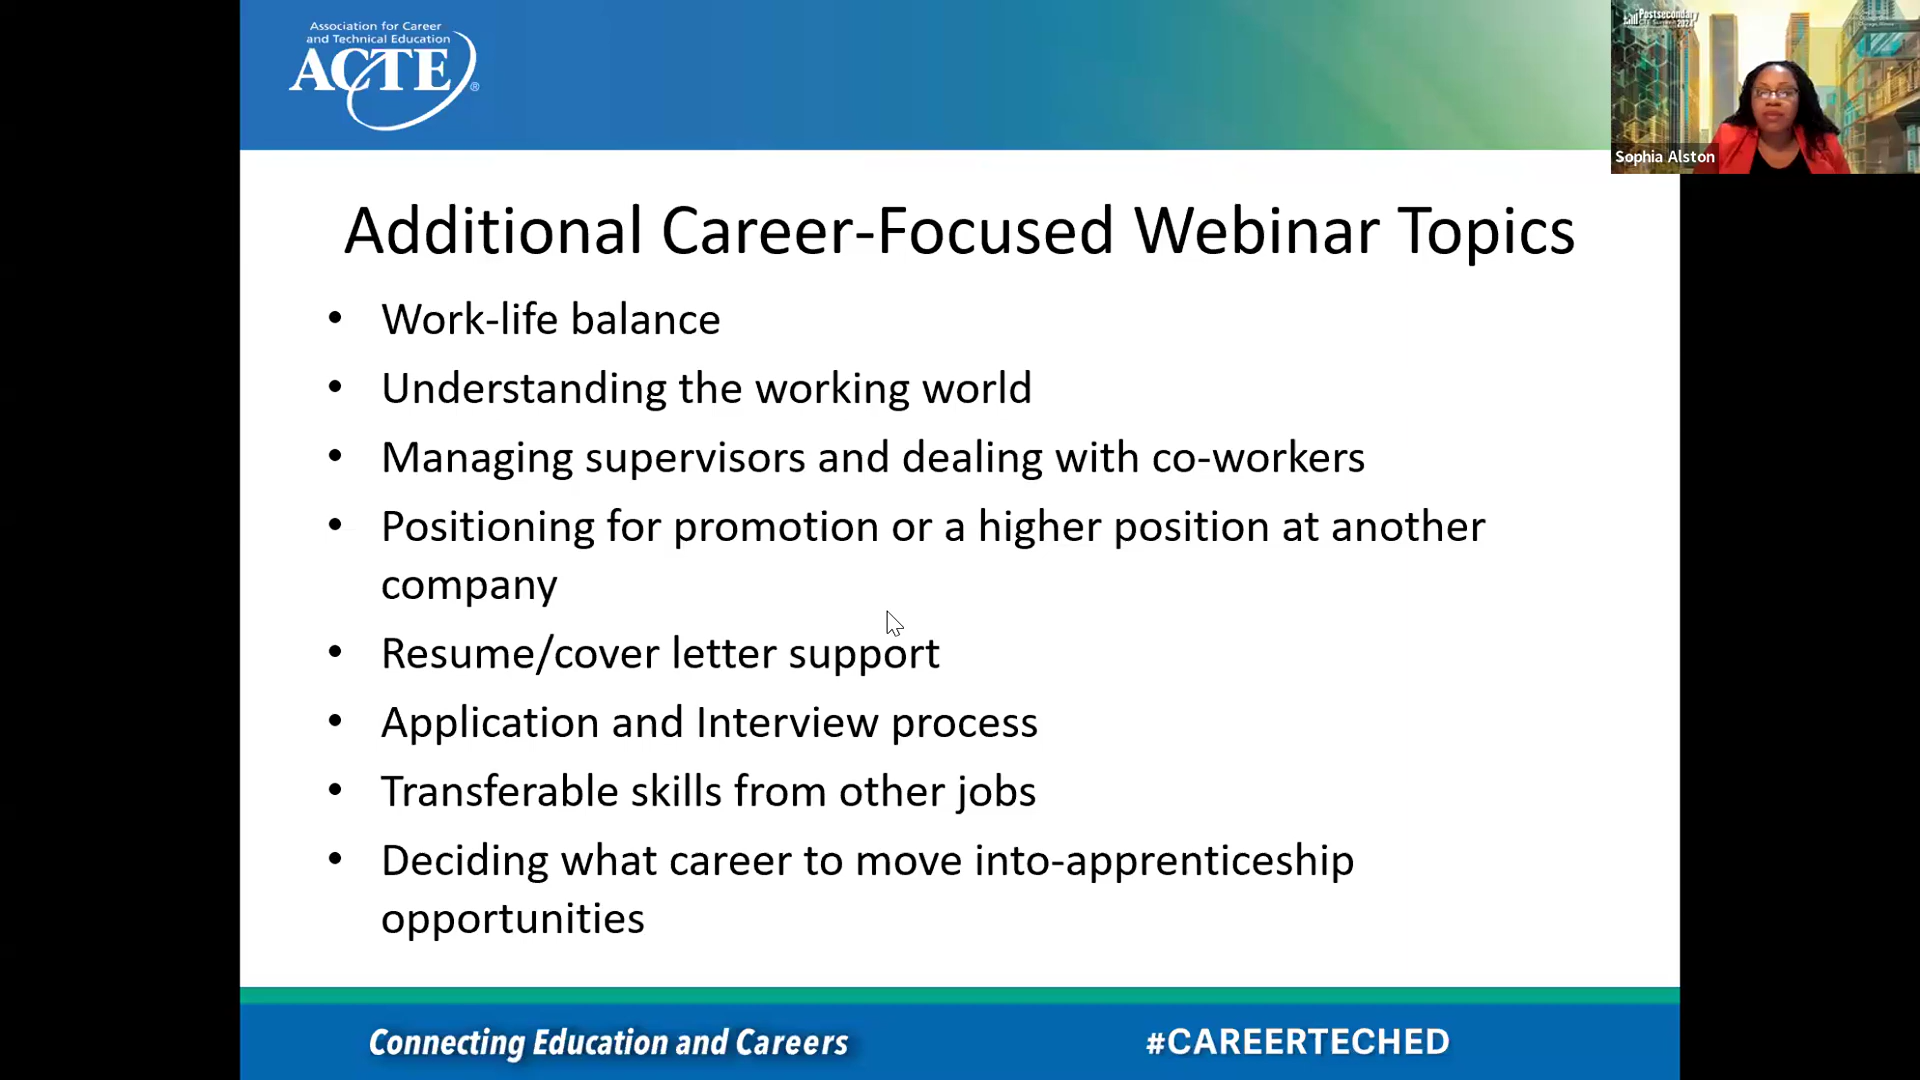 Association for Career
and Technical Education
ACTE®
Postsecondary
Sophia Alston
Additional Career-Focused Webinar Topics
• Work-life balance
• Understanding the working world
• Managing supervisors and dealing with co-workers
• Positioning for promotion or a higher position at another
company
• Resume/cover letter support
• Application and Interview process
• Transferable skills from other jobs
• Deciding what career to move into-apprenticeship
opportunities
Connecting Education and Careers
#CAREERTECHED